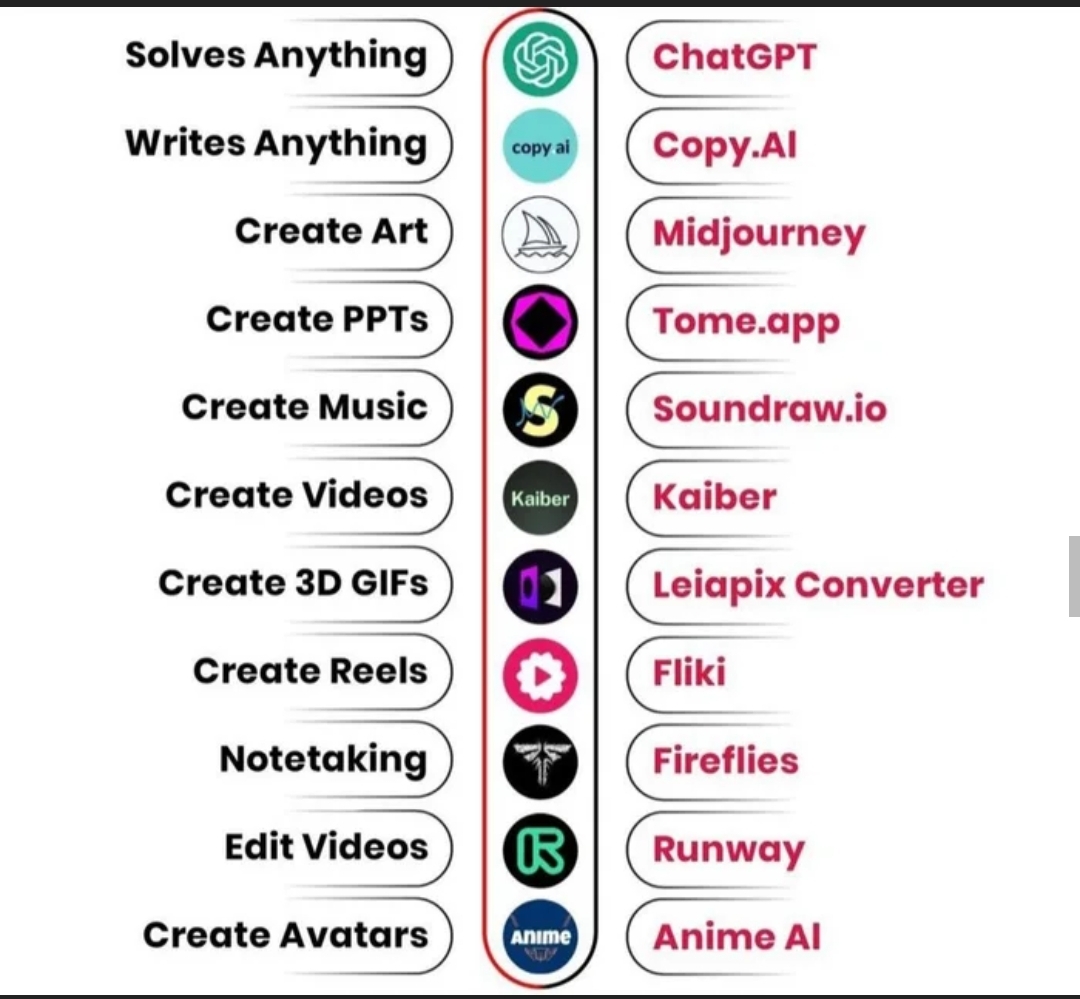 Solves Anything
ChatGPT
Writes Anything
copy.ai
Copy.AI
Create Art
Midjourney
Create PPTs
Tome.app
Create Music
Soundraw.io
Create Videos
Kaiber
Kaiber
Create 3D GIFs
Leiapix Converter
Create Reels
Fliki
Notetaking
Fireflies
Edit Videos
Runway
Create Avatars
Anime
Anime AI